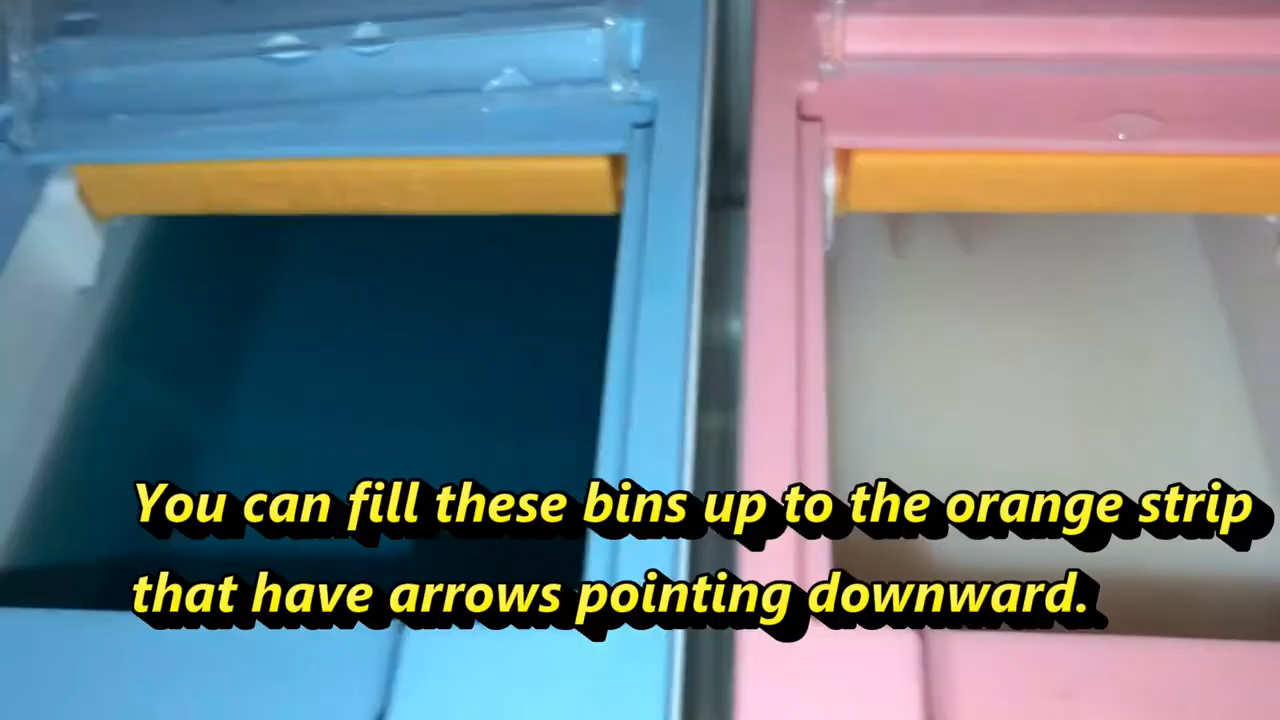 You can fill these bins up to the orange strip
that have arrows pointing downward.